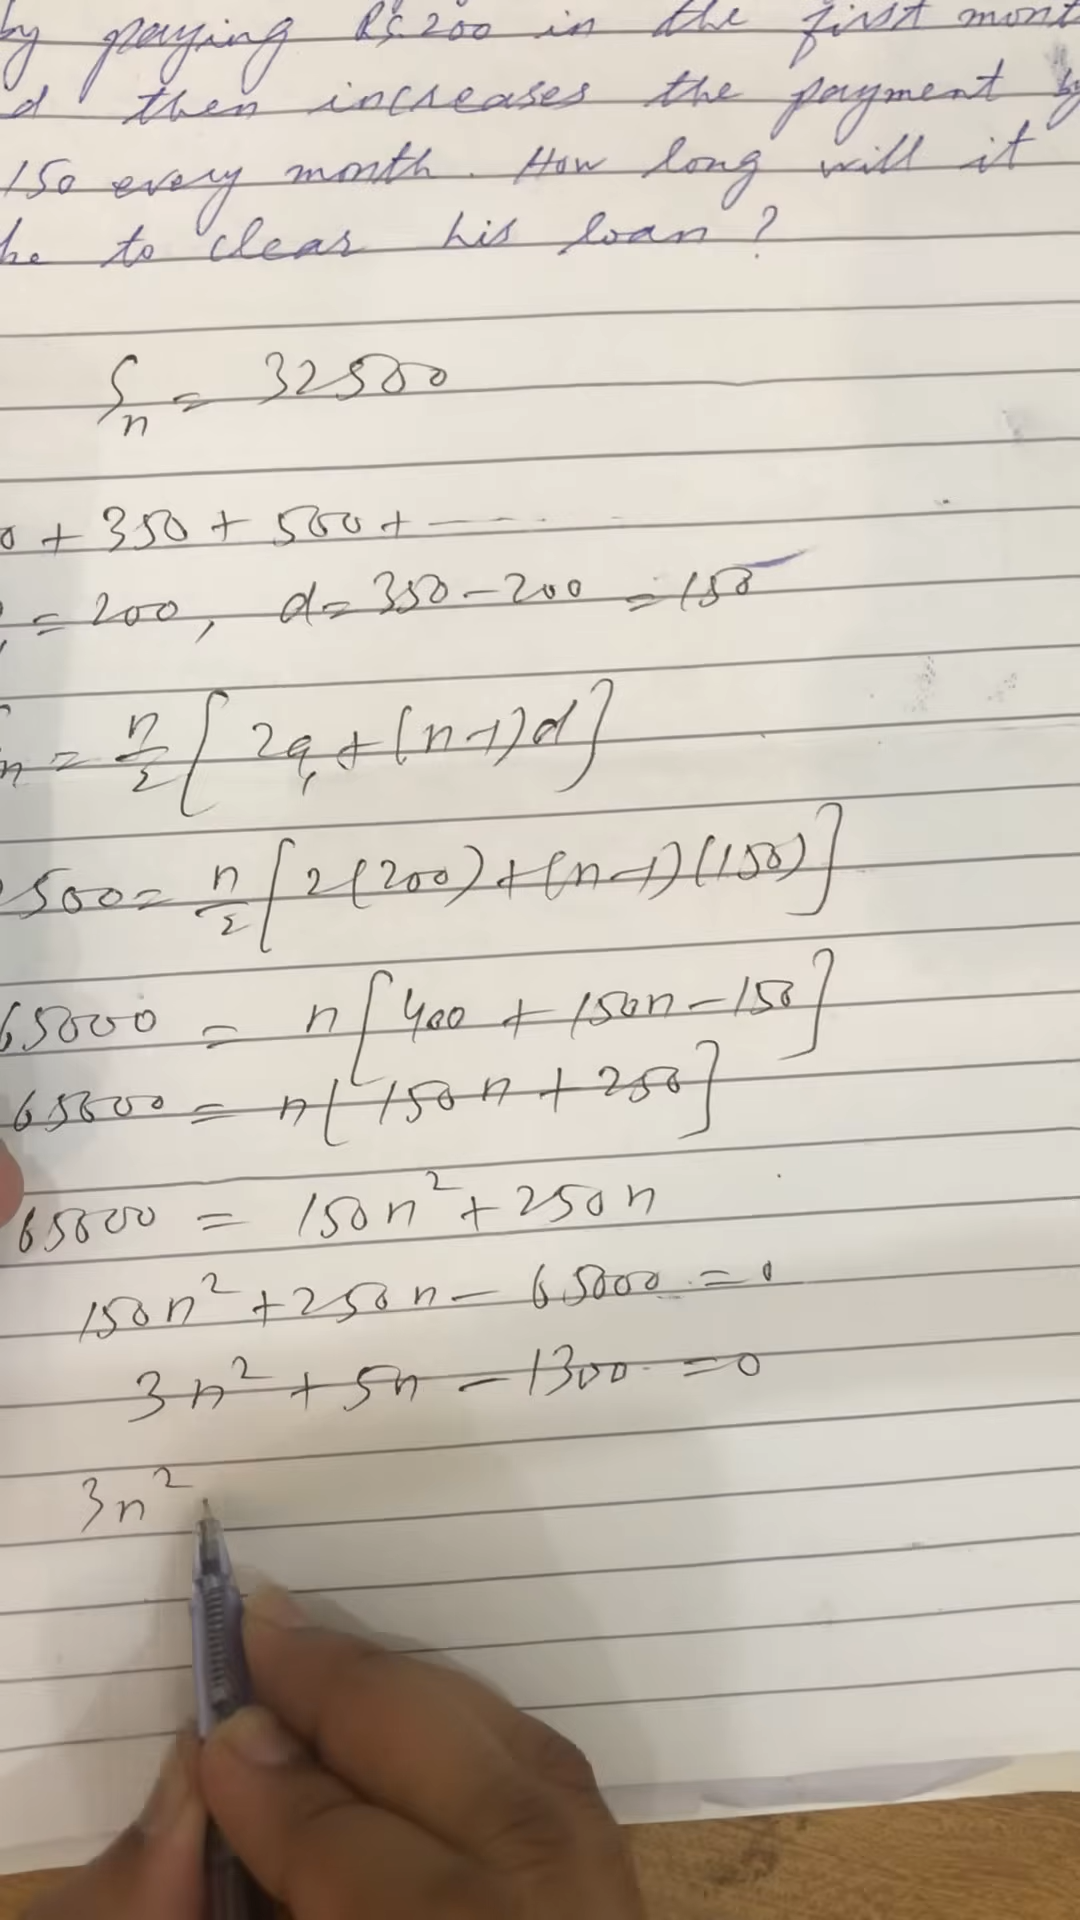 by paying Rs.200 in the first mont
d then increases the payment by
150 every month. How long will it
be to clear his loan?
Sn = 32500
0 + 350 + 500 + ----...
= 200, d = 350 - 200 = 150
n = n/2 [2a1 + (n-1)d]
500 = n/2 [2(200) + (n-1)(150)]
65000 = n[400 + 150n - 150]
65000 = n[150n + 250]
65000 = 150n² + 250n
150n² + 250n - 65000 = 0
3n² + 5n - 1300 = 0
3n²